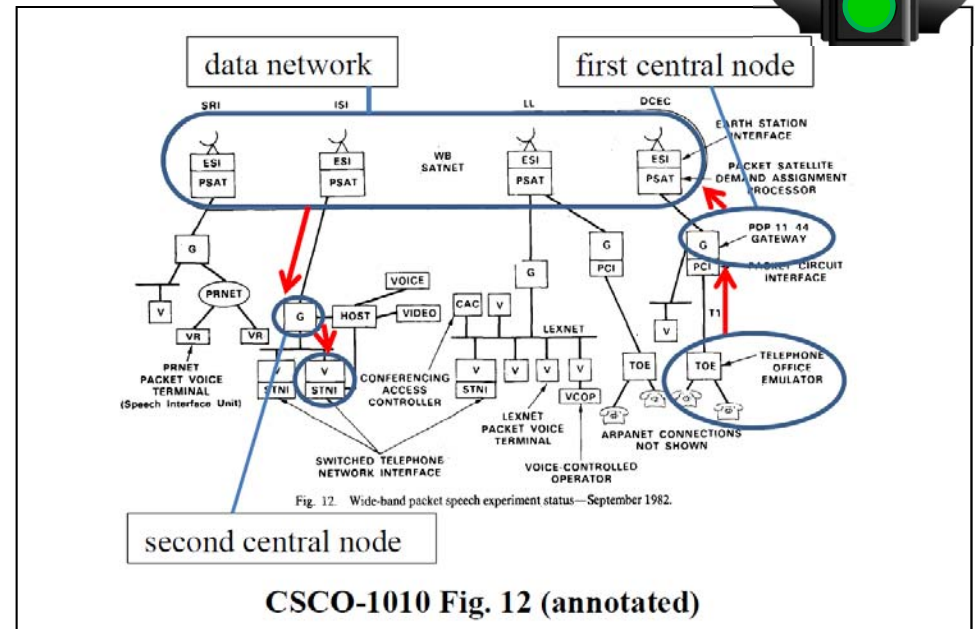 data network
first central node
SRI
ISI
LL
DCEC
EARTH STATION
INTERFACE
ESI
PSAT
ESI
PSAT
WB
SATNET
ESI
PSAT
ESI
PSAT
PACKET SATELLITE
DEMAND ASSIGNMENT
PROCESSOR
G
G
PCI
G
PCI
PDP 11 44
GATEWAY
PACKET CIRCUIT
INTERFACE
V
PRNET
VR
VR
G
HOST
VOICE
VIDEO
CAC
V
G
LEXNET
V
T1
PRNET
PACKET VOICE
TERMINAL
(Speech Interface Unit)
V
STNI
V
STNI
CONFERENCING
ACCESS
CONTROLLER
V
STNI
V
V
V
V
VCOP
LEXNET
PACKET VOICE
TERMINAL
TOE
TOE
TELEPHONE
OFFICE
EMULATOR
ARPANET CONNECTIONS
NOT SHOWN
SWITCHED TELEPHONE
NETWORK INTERFACE
VOICE-CONTROLLED
OPERATOR
Fig. 12. Wide-band packet speech experiment status—September 1982.
second central node
CSCO-1010 Fig. 12 (annotated)